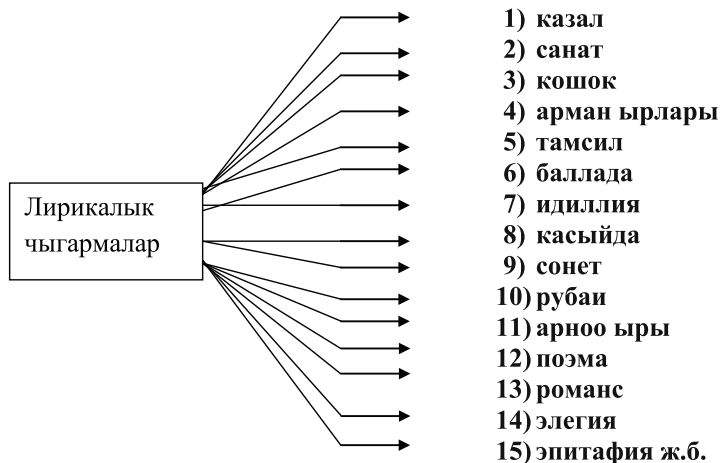 Лирикалык
чыгармалар
1) казал
2) санат
3) кошок
4) арман ырлары
5) тамсил
6) баллада
7) идиллия
8) касыйда
9) сонет
10) рубаи
11) арноо ыры
12) поэма
13) романс
14) элегия
15) эпитафия ж.б.